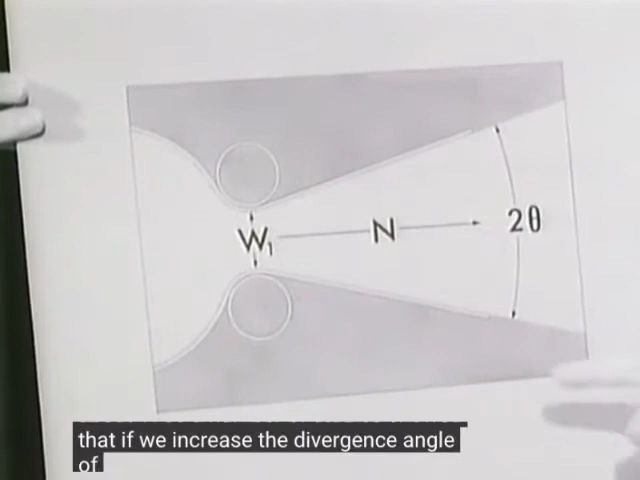 W₁ N 2θ
that if we increase the divergence angle
of